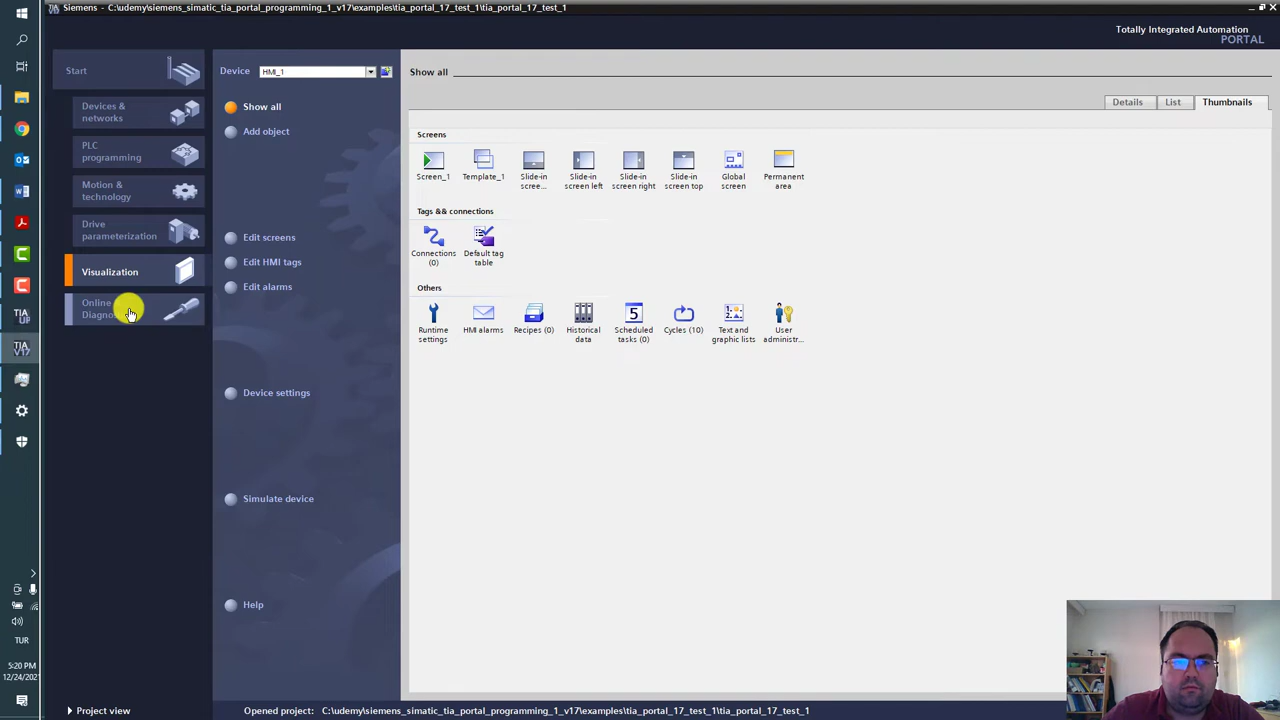 Siemens - C:\udemy\siemens_simatic_tia_portal_programming_1_v17\examples\tia_portal_17_test_1\tia_portal_17_test_1
Totally Integrated Automation
PORTAL
Start
Devices &
networks
PLC
programming
Motion &
technology
Drive
parameterization
Visualization
Online
Device
HMI_1
Show all
Add object
Edit screens
Edit HMI tags
Edit alarms
Device settings
Simulate device
Help
Show all
Details
List
Thumbnails
Screens
Screen_1
Template_1
Slide-in
scree...
Slide-in
screen left
Slide-in
screen right
Slide-in
screen top
Global
screen
Permanent
area
Tags && connections
Connections
(0)
Default tag
table
Others
Runtime
settings
HMI alarms
Recipes (0)
Historical
data
5
Scheduled
tasks (0)
Cycles (10)
Text and
graphic lists
User
administr...
TIA
V17
TUR
5:20 PM
Project view
Opened project: C:\udemy\siemens_simatic_tia_portal_programming_1_v17\examples\tia_portal_17_test_1\tia_portal_17_test_1